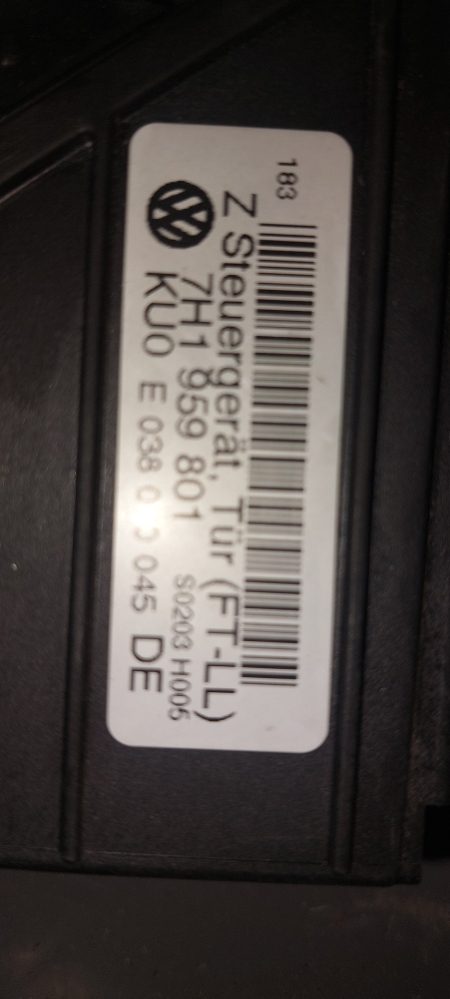 183
Z Steuergerät, Tür (FT-LL)
7H1 959 801 S0203 H005
KU0 E 038 045 DE